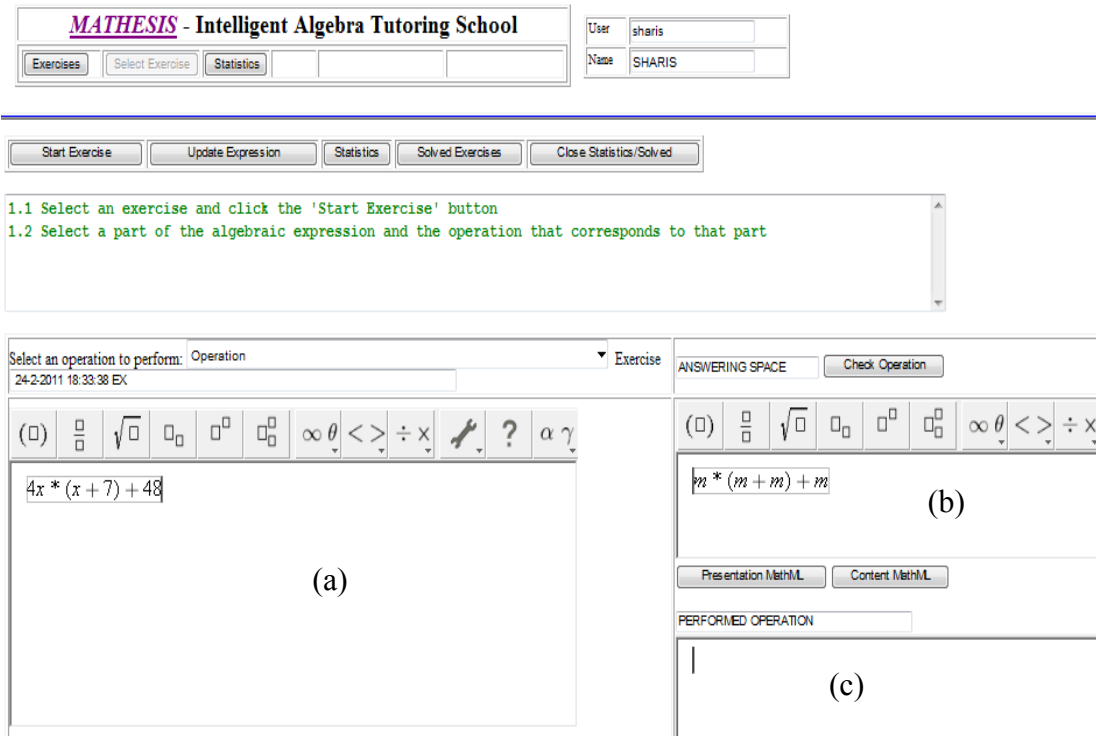 MATHESIS - Intelligent Algebra Tutoring School
User sharis
Name SHARIS
Exercises Select Exercise Statistics
Start Exercise Update Expression Statistics Solved Exercises Close Statistics/Solved
1.1 Select an exercise and click the 'Start Exercise' button
1.2 Select a part of the algebraic expression and the operation that corresponds to that part
Select an operation to perform: Operation Exercise
24-2-2011 18:33:38 EX
ANSWERING SPACE Check Operation
(□) □/□ √□ □□ □□ □□□ ∞ θ < > ÷ × ? α γ
4x * (x + 7) + 48
(a)
(□) □/□ √□ □□ □□ □□□ ∞ θ < > ÷ ×
m * (m + m) + m
(b)
Presentation MathML Content MathML
PERFORMED OPERATION
(c)